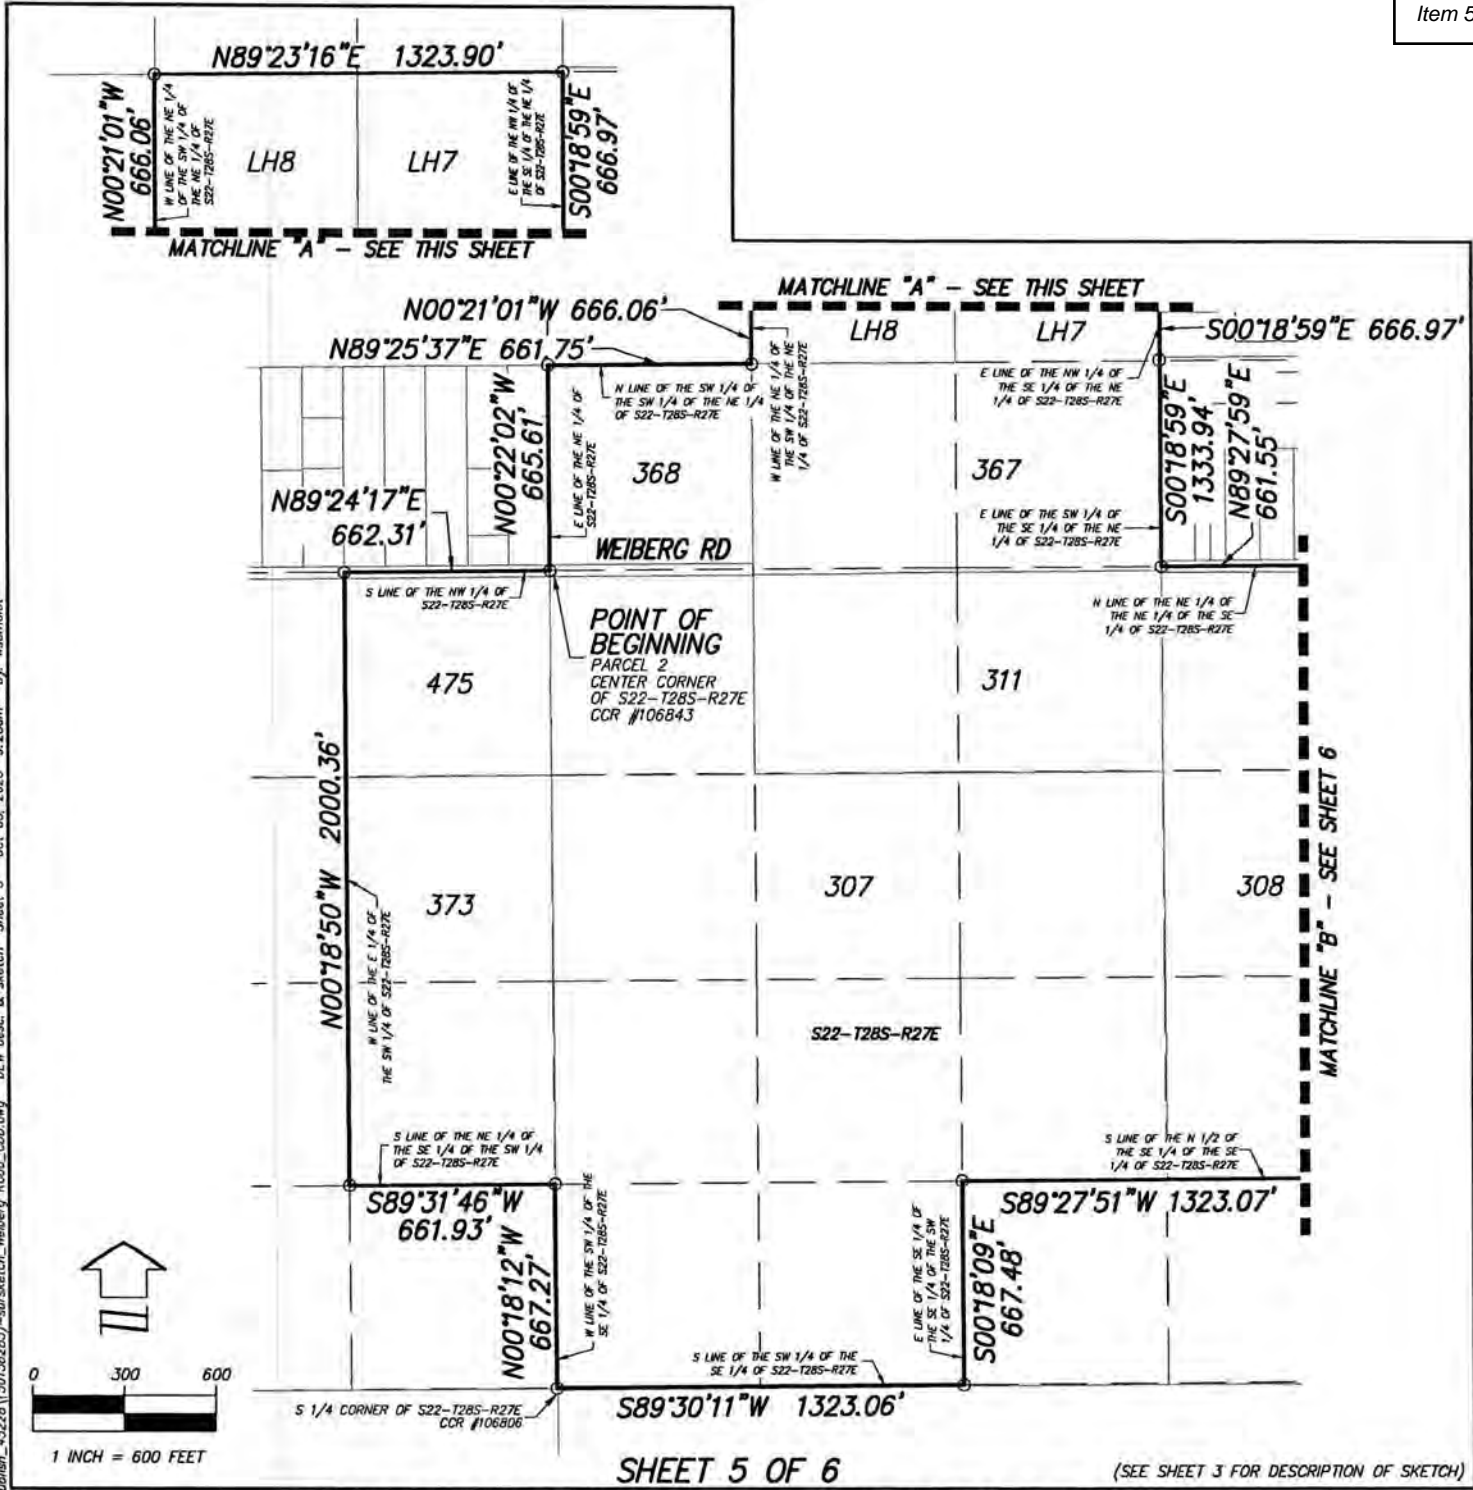 Item 5
N89°23'16"E 1323.90'
N00°21'01"W
666.06'
W LINE OF THE NE 1/4
OF THE SW 1/4 OF
THE NE 1/4 OF
S22-T28S-R27E
LH8
LH7
E LINE OF THE NW 1/4 OF
THE SE 1/4 OF THE NE 1/4
OF S22-T28S-R27E
S00°18'59"E
666.97'
MATCHLINE "A" - SEE THIS SHEET
MATCHLINE "A" - SEE THIS SHEET
N00°21'01"W 666.06'
LH8
LH7
S00°18'59"E 666.97'
N89°25'37"E 661.75'
N LINE OF THE SW 1/4 OF
THE SW 1/4 OF THE NE 1/4
OF S22-T28S-R27E
W LINE OF THE NE 1/4 OF
THE SW 1/4 OF THE NE
1/4 OF S22-T28S-R27E
E LINE OF THE NW 1/4 OF
THE SE 1/4 OF THE NE
1/4 OF S22-T28S-R27E
S00°18'59"E
1333.94'
N89°27'59"E
661.55'
N00°22'02"W
665.61'
E LINE OF THE NE 1/4 OF
S22-T28S-R27E
368
367
N89°24'17"E
662.31'
E LINE OF THE SW 1/4 OF
THE SE 1/4 OF THE NE
1/4 OF S22-T28S-R27E
WEIBERG RD
S LINE OF THE NW 1/4 OF
S22-T28S-R27E
N LINE OF THE NE 1/4 OF
THE NE 1/4 OF THE SE
1/4 OF S22-T28S-R27E
POINT OF
BEGINNING
PARCEL 2
CENTER CORNER
OF S22-T28S-R27E
CCR #106843
475
311
N00°18'50"W 2000.36'
W LINE OF THE E 1/4 OF
THE SW 1/4 OF S22-T28S-R27E
373
307
308
MATCHLINE "B" - SEE SHEET 6
S22-T28S-R27E
S LINE OF THE NE 1/4 OF
THE SE 1/4 OF THE SW 1/4
OF S22-T28S-R27E
S89°31'46"W
661.93'
S LINE OF THE N 1/2 OF
THE SE 1/4 OF THE SE
1/4 OF S22-T28S-R27E
S89°27'51"W 1323.07'
N00°18'12"W
667.27'
W LINE OF THE SW 1/4 OF THE
SE 1/4 OF S22-T28S-R27E
E LINE OF THE SE 1/4 OF
THE SE 1/4 OF THE SW
1/4 OF S22-T28S-R27E
S00°18'09"E
667.48'
S LINE OF THE SW 1/4 OF THE
SE 1/4 OF S22-T28S-R27E
S89°30'11"W 1323.06'
S 1/4 CORNER OF S22-T28S-R27E
CCR #106806
0 300 600
1 INCH = 600 FEET
SHEET 5 OF 6
(SEE SHEET 3 FOR DESCRIPTION OF SKETCH)